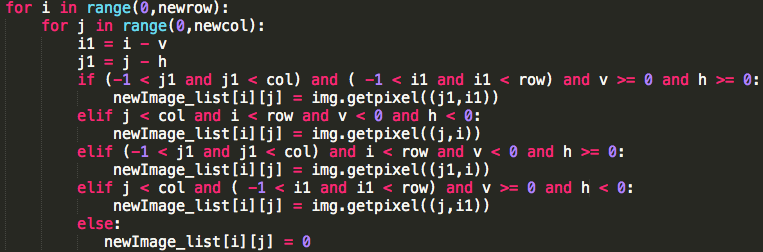 for i in range(0,newrow):
    for j in range(0,newcol):
        i1 = i - v
        j1 = j - h
        if (-1 < j1 and j1 < col) and ( -1 < i1 and i1 < row) and v >= 0 and h >= 0:
            newImage_list[i][j] = img.getpixel((j1,i1))
        elif j < col and i < row and v < 0 and h < 0:
            newImage_list[i][j] = img.getpixel((j,i))
        elif (-1 < j1 and j1 < col) and i < row and v < 0 and h >= 0:
            newImage_list[i][j] = img.getpixel((j1,i))
        elif j < col and ( -1 < i1 and i1 < row) and v >= 0 and h < 0:
            newImage_list[i][j] = img.getpixel((j,i1))
        else:
           newImage_list[i][j] = 0